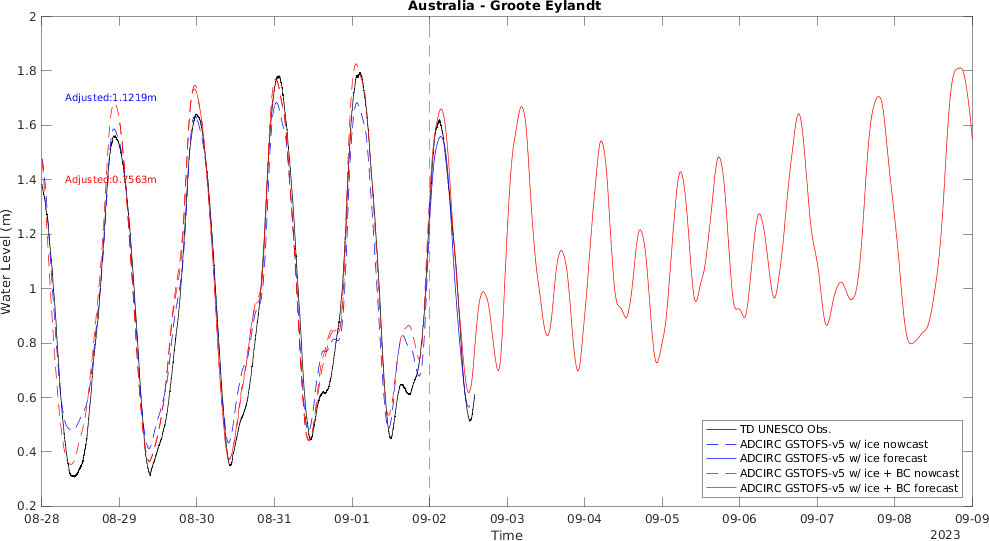 Australia - Groote Eylandt
2
1.8
1.6
1.4
1.2
1
0.8
0.6
0.4
0.2
Water Level (m)
Adjusted:1.1219m
Adjusted:0.7563m
TD UNESCO Obs.
ADCIRC GSTOFS-v5 w/ ice nowcast
ADCIRC GSTOFS-v5 w/ ice forecast
ADCIRC GSTOFS-v5 w/ ice + BC nowcast
ADCIRC GSTOFS-v5 w/ ice + BC forecast
08-28 08-29 08-30 08-31 09-01 09-02 09-03 09-04 09-05 09-06 09-07 09-08 09-09
Time
2023